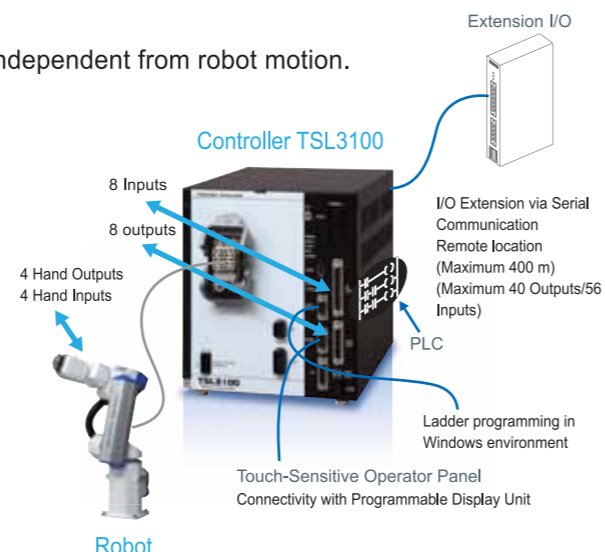 Extension I/O
ndependent from robot motion.
Controller TSL3100
8 Inputs
8 outputs
4 Hand Outputs
4 Hand Inputs
I/O Extension via Serial
Communication
Remote location
(Maximum 400 m)
(Maximum 40 Outputs/56
Inputs)
PLC
TSL3100
Ladder programming in
Windows environment
Touch-Sensitive Operator Panel
Connectivity with Programmable Display Unit
Robot